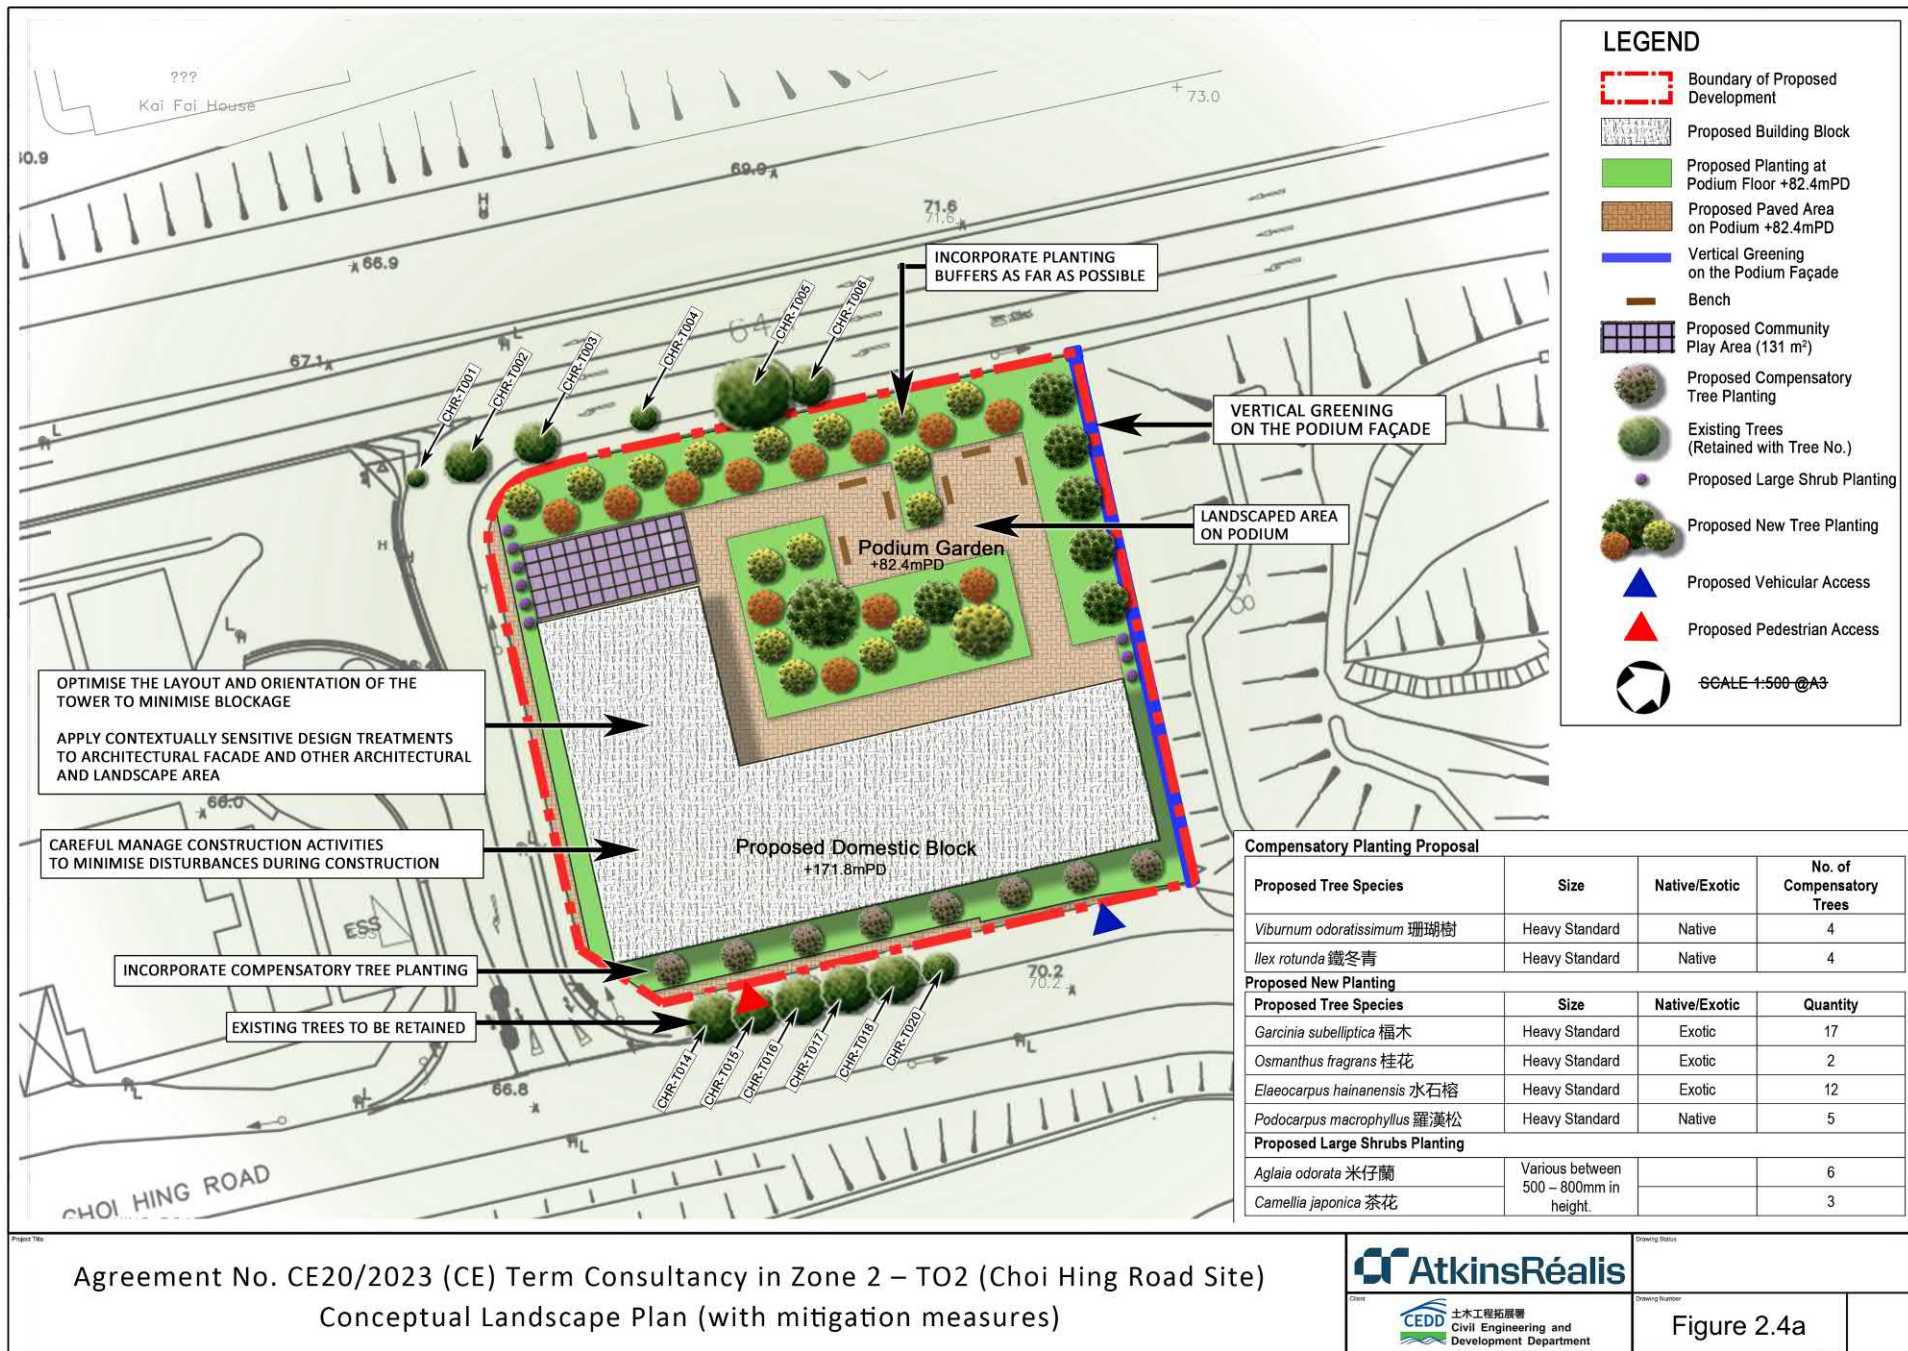 ???
Kai Fai House
73.0
69.9
71.6
71.6
66.9
67.1
64
INCORPORATE PLANTING
BUFFERS AS FAR AS POSSIBLE
CHR-T001
CHR-T002
CHR-T003
CHR-T004
CHR-T005
CHR-T006
VERTICAL GREENING
ON THE PODIUM FAÇADE
LANDSCAPED AREA
ON PODIUM
Podium Garden
+82.4mPD
58
OPTIMISE THE LAYOUT AND ORIENTATION OF THE
TOWER TO MINIMISE BLOCKAGE
APPLY CONTEXTUALLY SENSITIVE DESIGN TREATMENTS
TO ARCHITECTURAL FACADE AND OTHER ARCHITECTURAL
AND LANDSCAPE AREA
66.0
CAREFUL MANAGE CONSTRUCTION ACTIVITIES
TO MINIMISE DISTURBANCES DURING CONSTRUCTION
Proposed Domestic Block
+171.8mPD
ESS
INCORPORATE COMPENSATORY TREE PLANTING
EXISTING TREES TO BE RETAINED
70.2
70.2
CHR-T014
CHR-T015
CHR-T016
CHR-T017
CHR-T018
CHR-T020
66.8
CHOI HING ROAD
LEGEND
Boundary of Proposed
Development
Proposed Building Block
Proposed Planting at
Podium Floor +82.4mPD
Proposed Paved Area
on Podium +82.4mPD
Vertical Greening
on the Podium Façade
Bench
Proposed Community
Play Area (131 m²)
Proposed Compensatory
Tree Planting
Existing Trees
(Retained with Tree No.)
Proposed Large Shrub Planting
Proposed New Tree Planting
Proposed Vehicular Access
Proposed Pedestrian Access
SCALE 1:500 @A3
Compensatory Planting Proposal
Proposed Tree Species Size Native/Exotic No. of Compensatory Trees
Viburnum odoratissimum 珊瑚樹 Heavy Standard Native 4
Ilex rotunda 鐵冬青 Heavy Standard Native 4
Proposed New Planting
Proposed Tree Species Size Native/Exotic Quantity
Garcinia subelliptica 福木 Heavy Standard Exotic 17
Osmanthus fragrans 桂花 Heavy Standard Exotic 2
Elaeocarpus hainanensis 水石榕 Heavy Standard Exotic 12
Podocarpus macrophyllus 羅漢松 Heavy Standard Native 5
Proposed Large Shrubs Planting
Aglaia odorata 米仔蘭 Various between 500 – 800mm in height. 6
Camellia japonica 茶花 3
Project Title
Agreement No. CE20/2023 (CE) Term Consultancy in Zone 2 – TO2 (Choi Hing Road Site)
Conceptual Landscape Plan (with mitigation measures)
AtkinsRéalis
Client
CEDD
土木工程拓展署
Civil Engineering and
Development Department
Drawing Status
Drawing Number
Figure 2.4a